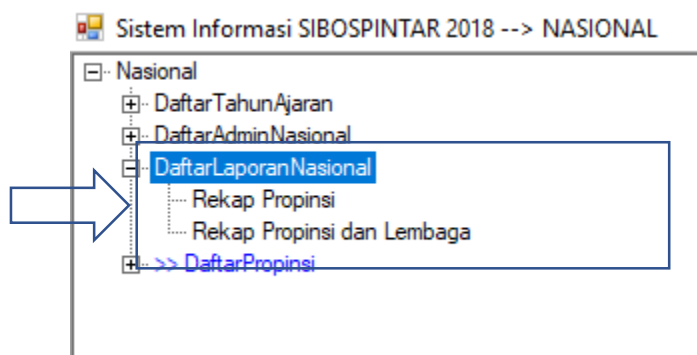 Sistem Informasi SIBOSPINTAR 2018 --> NASIONAL
Nasional
DaftarTahunAjaran
DaftarAdminNasional
DaftarLaporanNasional
Rekap Propinsi
Rekap Propinsi dan Lembaga
>> DaftarPropinsi